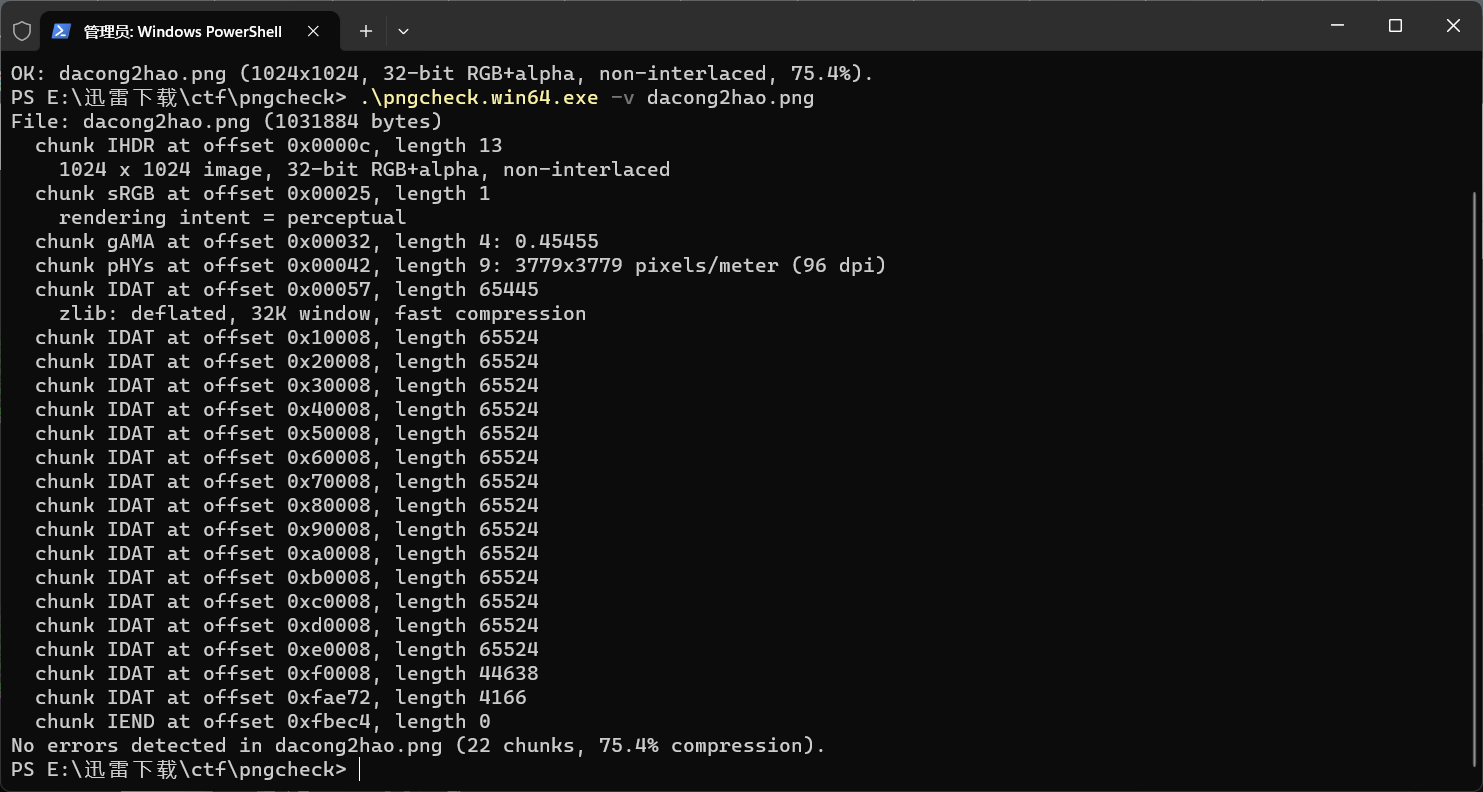 管理员: Windows PowerShell
OK: dacong2hao.png (1024x1024, 32-bit RGB+alpha, non-interlaced, 75.4%).
PS E:\迅雷下载\ctf\pngcheck> .\pngcheck.win64.exe -v dacong2hao.png
File: dacong2hao.png (1031884 bytes)
  chunk IHDR at offset 0x0000c, length 13
    1024 x 1024 image, 32-bit RGB+alpha, non-interlaced
  chunk sRGB at offset 0x00025, length 1
    rendering intent = perceptual
  chunk gAMA at offset 0x00032, length 4: 0.45455
  chunk pHYs at offset 0x00042, length 9: 3779x3779 pixels/meter (96 dpi)
  chunk IDAT at offset 0x00057, length 65445
    zlib: deflated, 32K window, fast compression
  chunk IDAT at offset 0x10008, length 65524
  chunk IDAT at offset 0x20008, length 65524
  chunk IDAT at offset 0x30008, length 65524
  chunk IDAT at offset 0x40008, length 65524
  chunk IDAT at offset 0x50008, length 65524
  chunk IDAT at offset 0x60008, length 65524
  chunk IDAT at offset 0x70008, length 65524
  chunk IDAT at offset 0x80008, length 65524
  chunk IDAT at offset 0x90008, length 65524
  chunk IDAT at offset 0xa0008, length 65524
  chunk IDAT at offset 0xb0008, length 65524
  chunk IDAT at offset 0xc0008, length 65524
  chunk IDAT at offset 0xd0008, length 65524
  chunk IDAT at offset 0xe0008, length 65524
  chunk IDAT at offset 0xf0008, length 44638
  chunk IDAT at offset 0xfae72, length 4166
  chunk IEND at offset 0xfbec4, length 0
No errors detected in dacong2hao.png (22 chunks, 75.4% compression).
PS E:\迅雷下载\ctf\pngcheck>